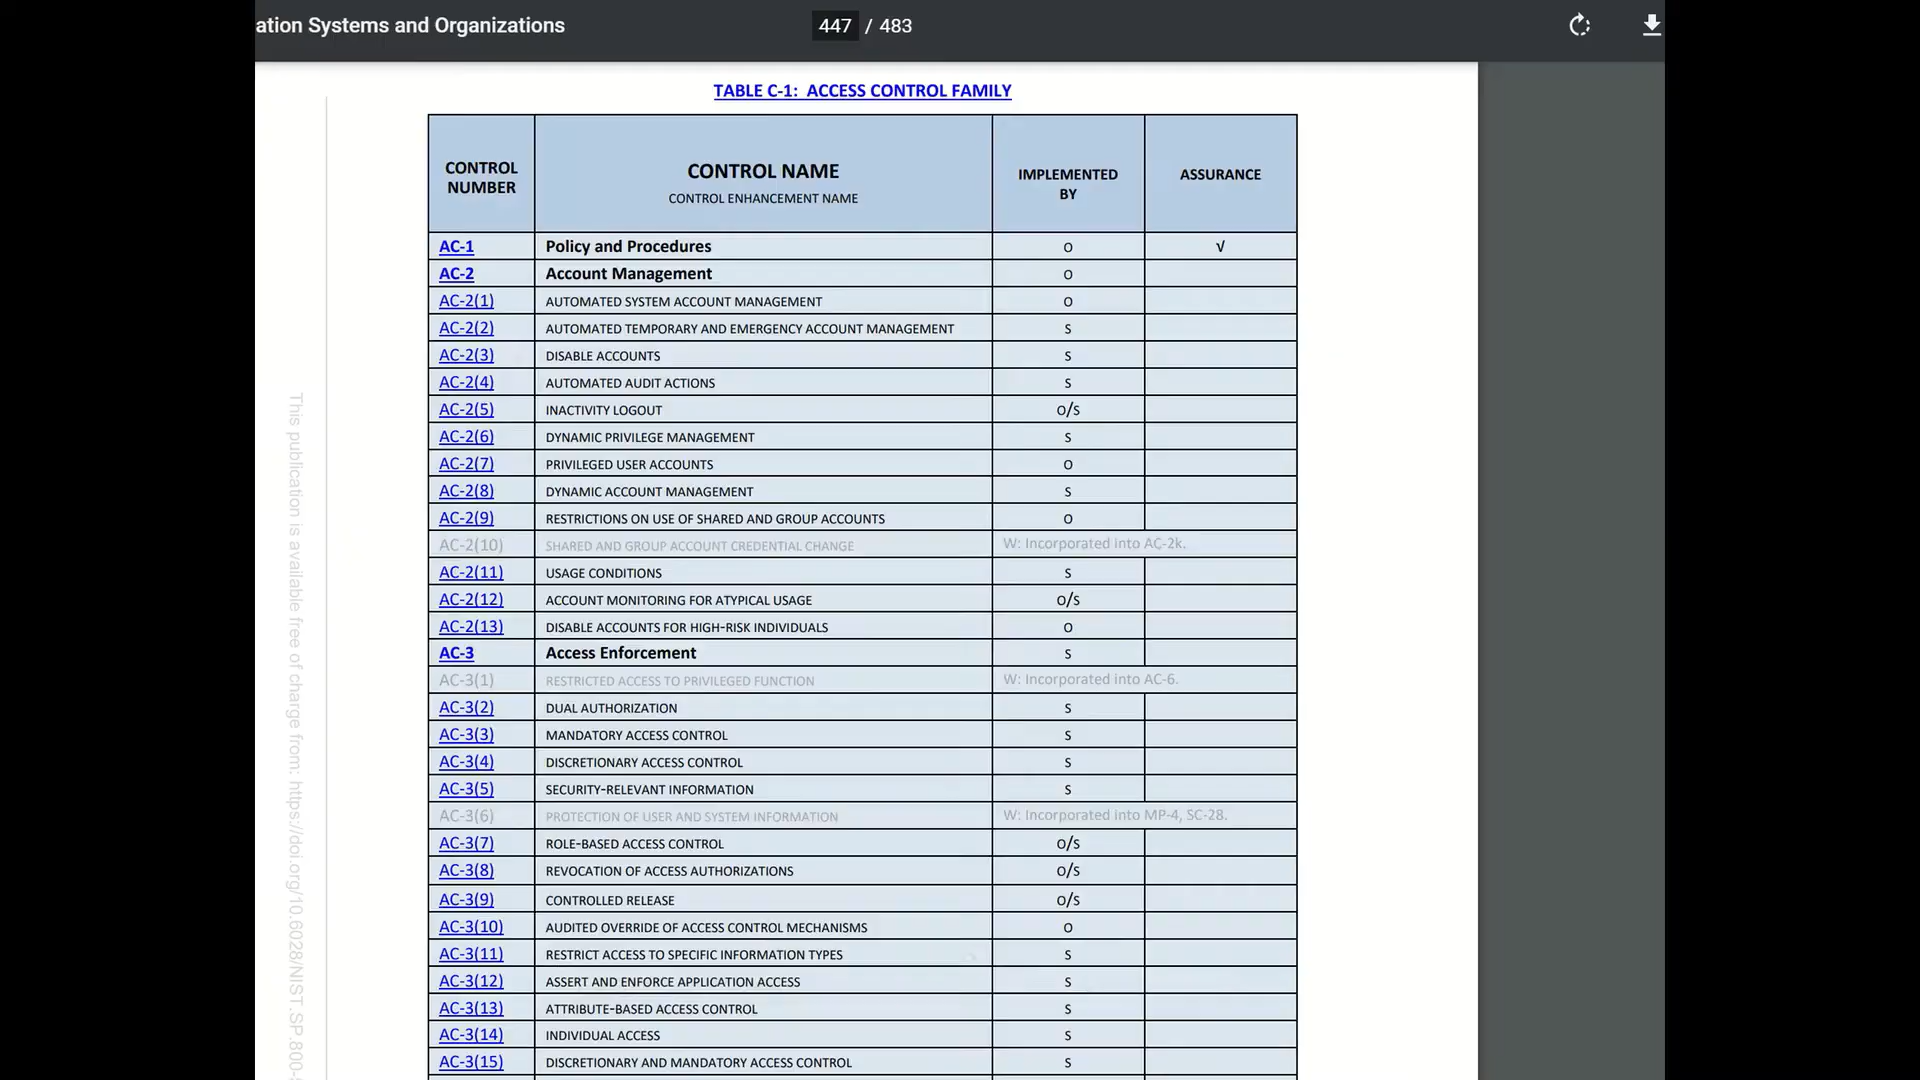 ation Systems and Organizations
447 / 483
TABLE C-1: ACCESS CONTROL FAMILY
CONTROL NUMBER CONTROL NAME CONTROL ENHANCEMENT NAME IMPLEMENTED BY ASSURANCE
AC-1 Policy and Procedures O √
AC-2 Account Management O
AC-2(1) AUTOMATED SYSTEM ACCOUNT MANAGEMENT O
AC-2(2) AUTOMATED TEMPORARY AND EMERGENCY ACCOUNT MANAGEMENT S
AC-2(3) DISABLE ACCOUNTS S
AC-2(4) AUTOMATED AUDIT ACTIONS S
AC-2(5) INACTIVITY LOGOUT O/S
AC-2(6) DYNAMIC PRIVILEGE MANAGEMENT S
AC-2(7) PRIVILEGED USER ACCOUNTS O
AC-2(8) DYNAMIC ACCOUNT MANAGEMENT S
AC-2(9) RESTRICTIONS ON USE OF SHARED AND GROUP ACCOUNTS O
AC-2(10) SHARED AND GROUP ACCOUNT CREDENTIAL CHANGE W: Incorporated into AC-2k.
AC-2(11) USAGE CONDITIONS S
AC-2(12) ACCOUNT MONITORING FOR ATYPICAL USAGE O/S
AC-2(13) DISABLE ACCOUNTS FOR HIGH-RISK INDIVIDUALS O
AC-3 Access Enforcement S
AC-3(1) RESTRICTED ACCESS TO PRIVILEGED FUNCTION W: Incorporated into AC-6.
AC-3(2) DUAL AUTHORIZATION S
AC-3(3) MANDATORY ACCESS CONTROL S
AC-3(4) DISCRETIONARY ACCESS CONTROL S
AC-3(5) SECURITY-RELEVANT INFORMATION S
AC-3(6) PROTECTION OF USER AND SYSTEM INFORMATION W: Incorporated into MP-4, SC-28.
AC-3(7) ROLE-BASED ACCESS CONTROL O/S
AC-3(8) REVOCATION OF ACCESS AUTHORIZATIONS O/S
AC-3(9) CONTROLLED RELEASE O/S
AC-3(10) AUDITED OVERRIDE OF ACCESS CONTROL MECHANISMS O
AC-3(11) RESTRICT ACCESS TO SPECIFIC INFORMATION TYPES S
AC-3(12) ASSERT AND ENFORCE APPLICATION ACCESS S
AC-3(13) ATTRIBUTE-BASED ACCESS CONTROL S
AC-3(14) INDIVIDUAL ACCESS S
AC-3(15) DISCRETIONARY AND MANDATORY ACCESS CONTROL S
This publication is available free of charge from: https://doi.org/10.6028/NIST.SP.800-